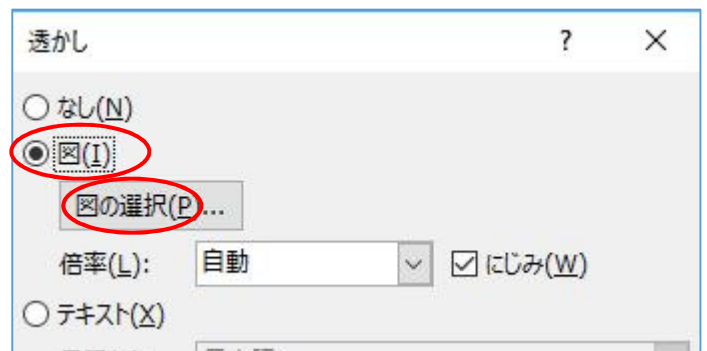 透かし ? ×
なし(N)
図(I)
図の選択(P)...
倍率(L): 自動 にじみ(W)
テキスト(X)